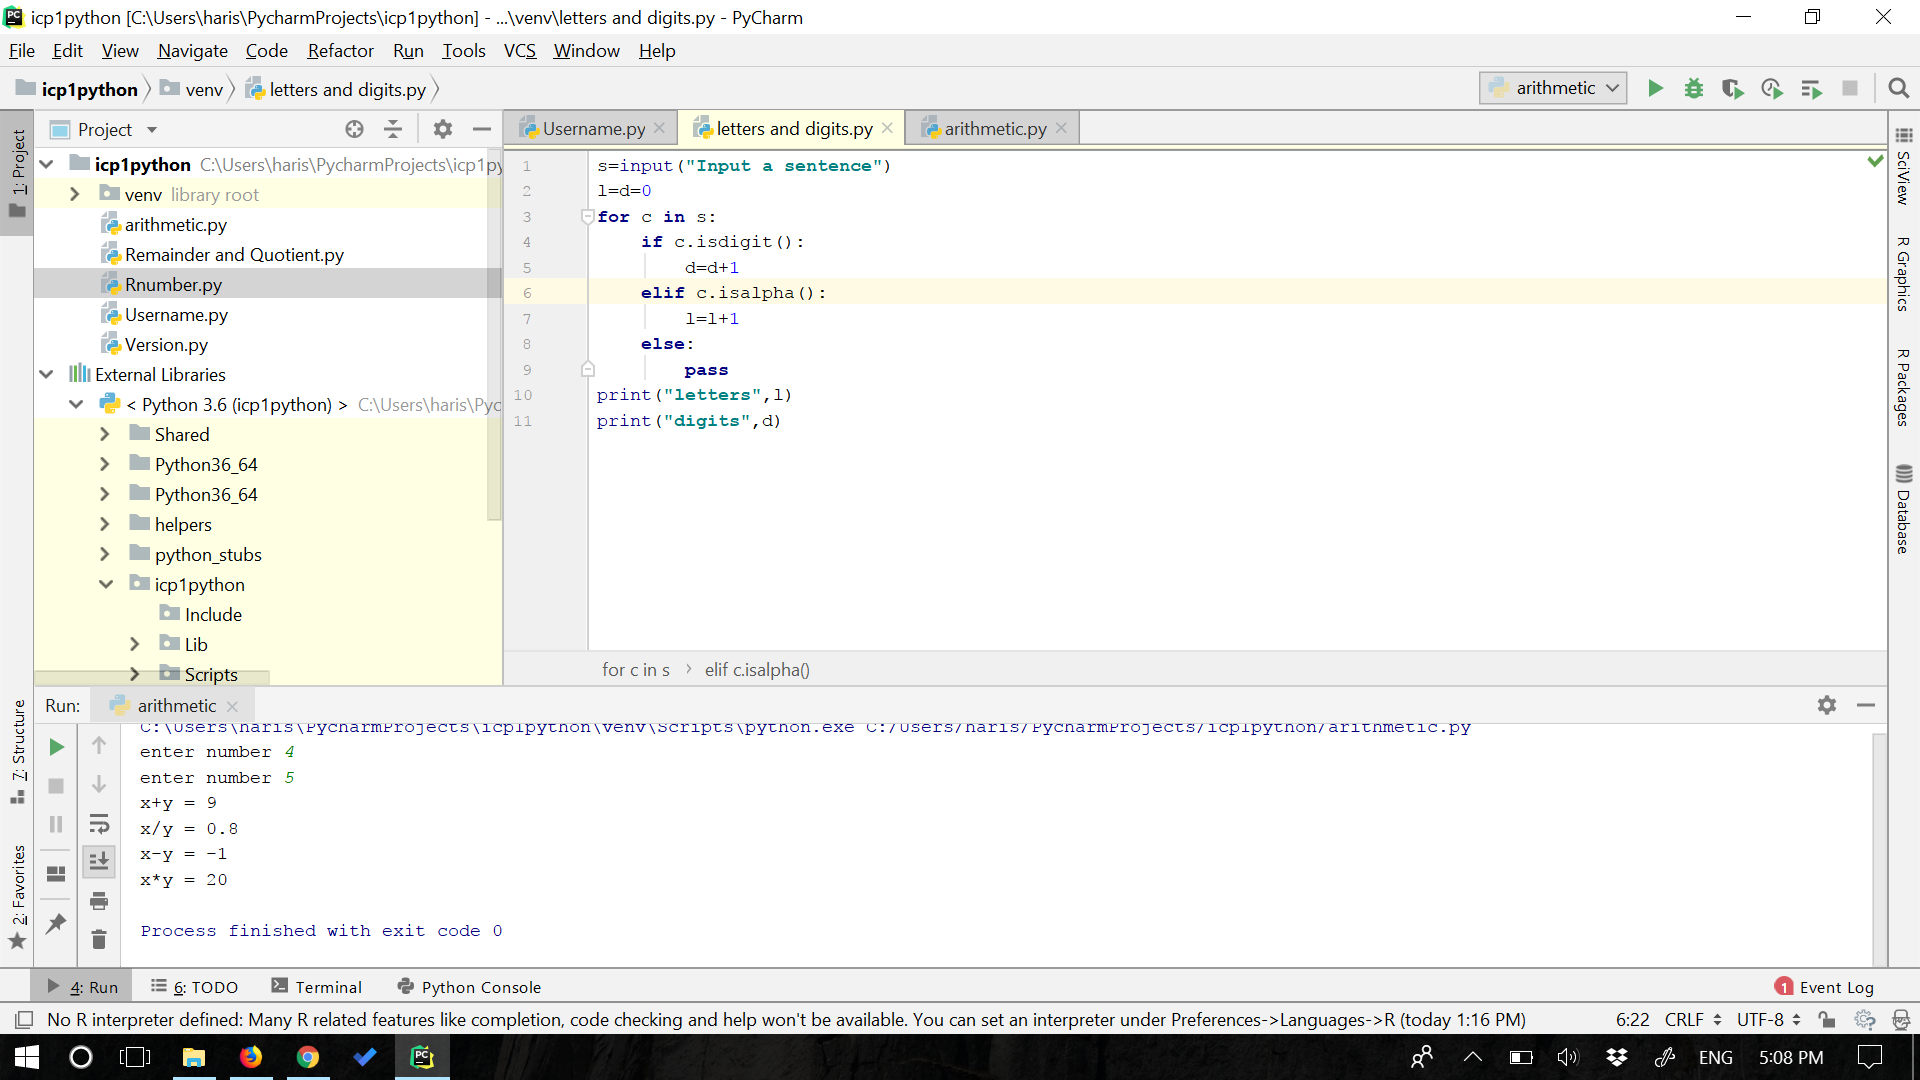 icp1python [C:\Users\haris\PycharmProjects\icp1python] - ...\venv\letters and digits.py - PyCharm
File Edit View Navigate Code Refactor Run Tools VCS Window Help
icp1python venv letters and digits.py arithmetic
Project
Username.py letters and digits.py arithmetic.py
1: Project
icp1python C:\Users\haris\PycharmProjects\icp1py
venv library root
arithmetic.py
Remainder and Quotient.py
Rnumber.py
Username.py
Version.py
External Libraries
< Python 3.6 (icp1python) > C:\Users\haris\Pyc
Shared
Python36_64
Python36_64
helpers
python_stubs
icp1python
Include
Lib
Scripts
1 s=input("Input a sentence")
2 l=d=0
3 for c in s:
4 if c.isdigit():
5 d=d+1
6 elif c.isalpha():
7 l=l+1
8 else:
9 pass
10 print("letters",l)
11 print("digits",d)
for c in s elif c.isalpha()
SciView
R Graphics
R Packages
Database
7: Structure
2: Favorites
Run: arithmetic
C:\Users\haris\PycharmProjects\icp1python\venv\Scripts\python.exe C:/Users/haris/PycharmProjects/icp1python/arithmetic.py
enter number 4
enter number 5
x+y = 9
x/y = 0.8
x-y = -1
x*y = 20
Process finished with exit code 0
4: Run 6: TODO Terminal Python Console 1 Event Log
No R interpreter defined: Many R related features like completion, code checking and help won't be available. You can set an interpreter under Preferences->Languages->R (today 1:16 PM) 6:22 CRLF UTF-8
PC ENG 5:08 PM